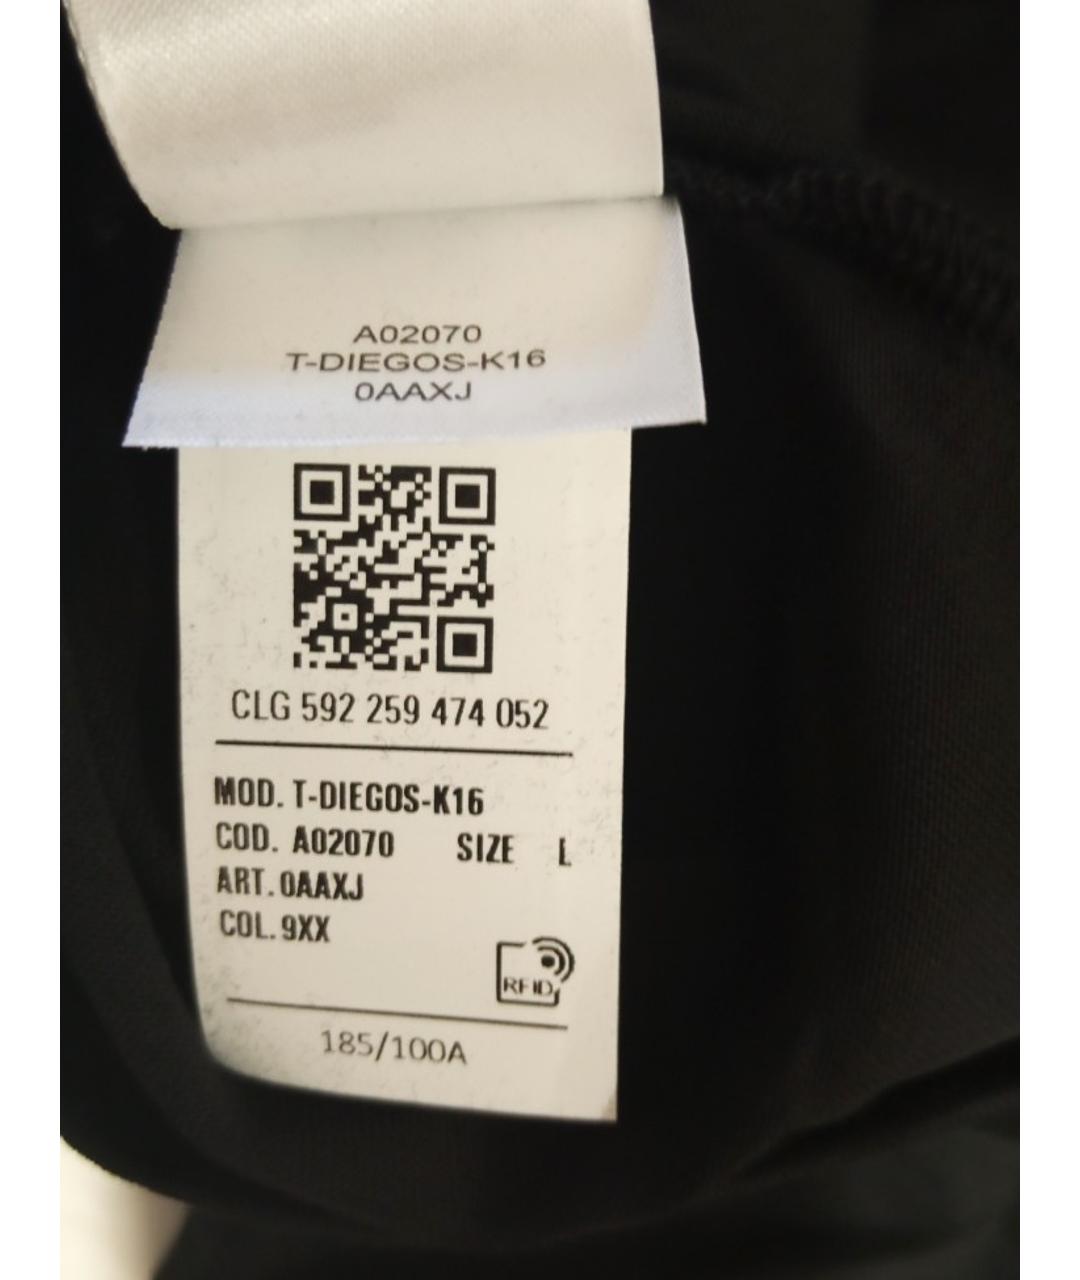 A02070
T-DIEGOS-K16
0AAXJ
CLG 592 259 474 052
MOD. T-DIEGOS-K16
COD. A02070 SIZE L
ART. 0AAXJ
COL. 9XX
RFID
185/100A